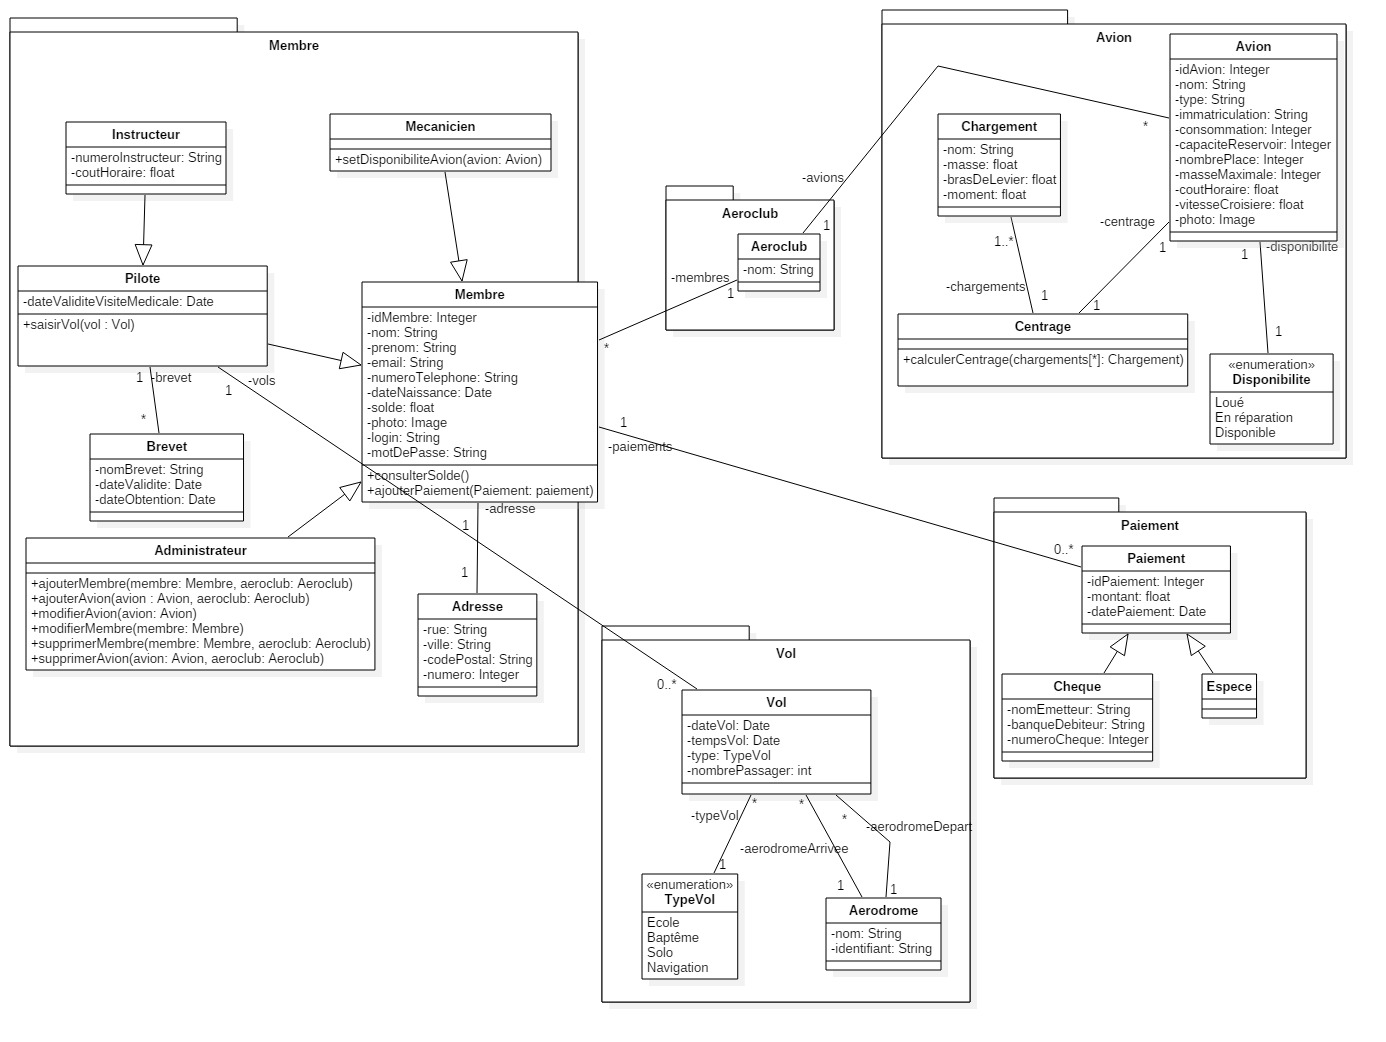 Membre
Instructeur
-numeroInstructeur: String
-coutHoraire: float
Mecanicien
+setDisponibiliteAvion(avion: Avion)
Pilote
-dateValiditeVisiteMedicale: Date
+saisirVol(vol : Vol)
Membre
-idMembre: Integer
-nom: String
-prenom: String
-email: String
-numeroTelephone: String
-dateNaissance: Date
-solde: float
-photo: Image
-login: String
-motDePasse: String
+consulterSolde()
+ajouterPaiement(Paiement: paiement)
1
-brevet
*
1
-vols
Brevet
-nomBrevet: String
-dateValidite: Date
-dateObtention: Date
Administrateur
+ajouterMembre(membre: Membre, aeroclub: Aeroclub)
+ajouterAvion(avion : Avion, aeroclub: Aeroclub)
+modifierAvion(avion: Avion)
+modifierMembre(membre: Membre)
+supprimerMembre(membre: Membre, aeroclub: Aeroclub)
+supprimerAvion(avion: Avion, aeroclub: Aeroclub)
-adresse
1
1
Adresse
-rue: String
-ville: String
-codePostal: String
-numero: Integer
Aeroclub
Aeroclub
-nom: String
-avions
1
*
-membres
1
*
Avion
Avion
-idAvion: Integer
-nom: String
-type: String
-immatriculation: String
-consommation: Integer
-capaciteReservoir: Integer
-nombrePlace: Integer
-masseMaximale: Integer
-coutHoraire: float
-vitesseCroisiere: float
-photo: Image
Chargement
-nom: String
-masse: float
-brasDeLevier: float
-moment: float
1..*
-chargements
1
-centrage
1
1
Centrage
+calculerCentrage(chargements[*]: Chargement)
1
-disponibilite
1
«enumeration»
Disponibilite
Loué
En réparation
Disponible
1
-paiements
0..*
Paiement
Paiement
-idPaiement: Integer
-montant: float
-datePaiement: Date
Cheque
-nomEmetteur: String
-banqueDebiteur: String
-numeroCheque: Integer
Espece
Vol
0..*
Vol
-dateVol: Date
-tempsVol: Date
-type: TypeVol
-nombrePassager: int
-typeVol
*
1
*
-aerodromeArrivee
1
*
-aerodromeDepart
1
«enumeration»
TypeVol
Ecole
Baptême
Solo
Navigation
Aerodrome
-nom: String
-identifiant: String